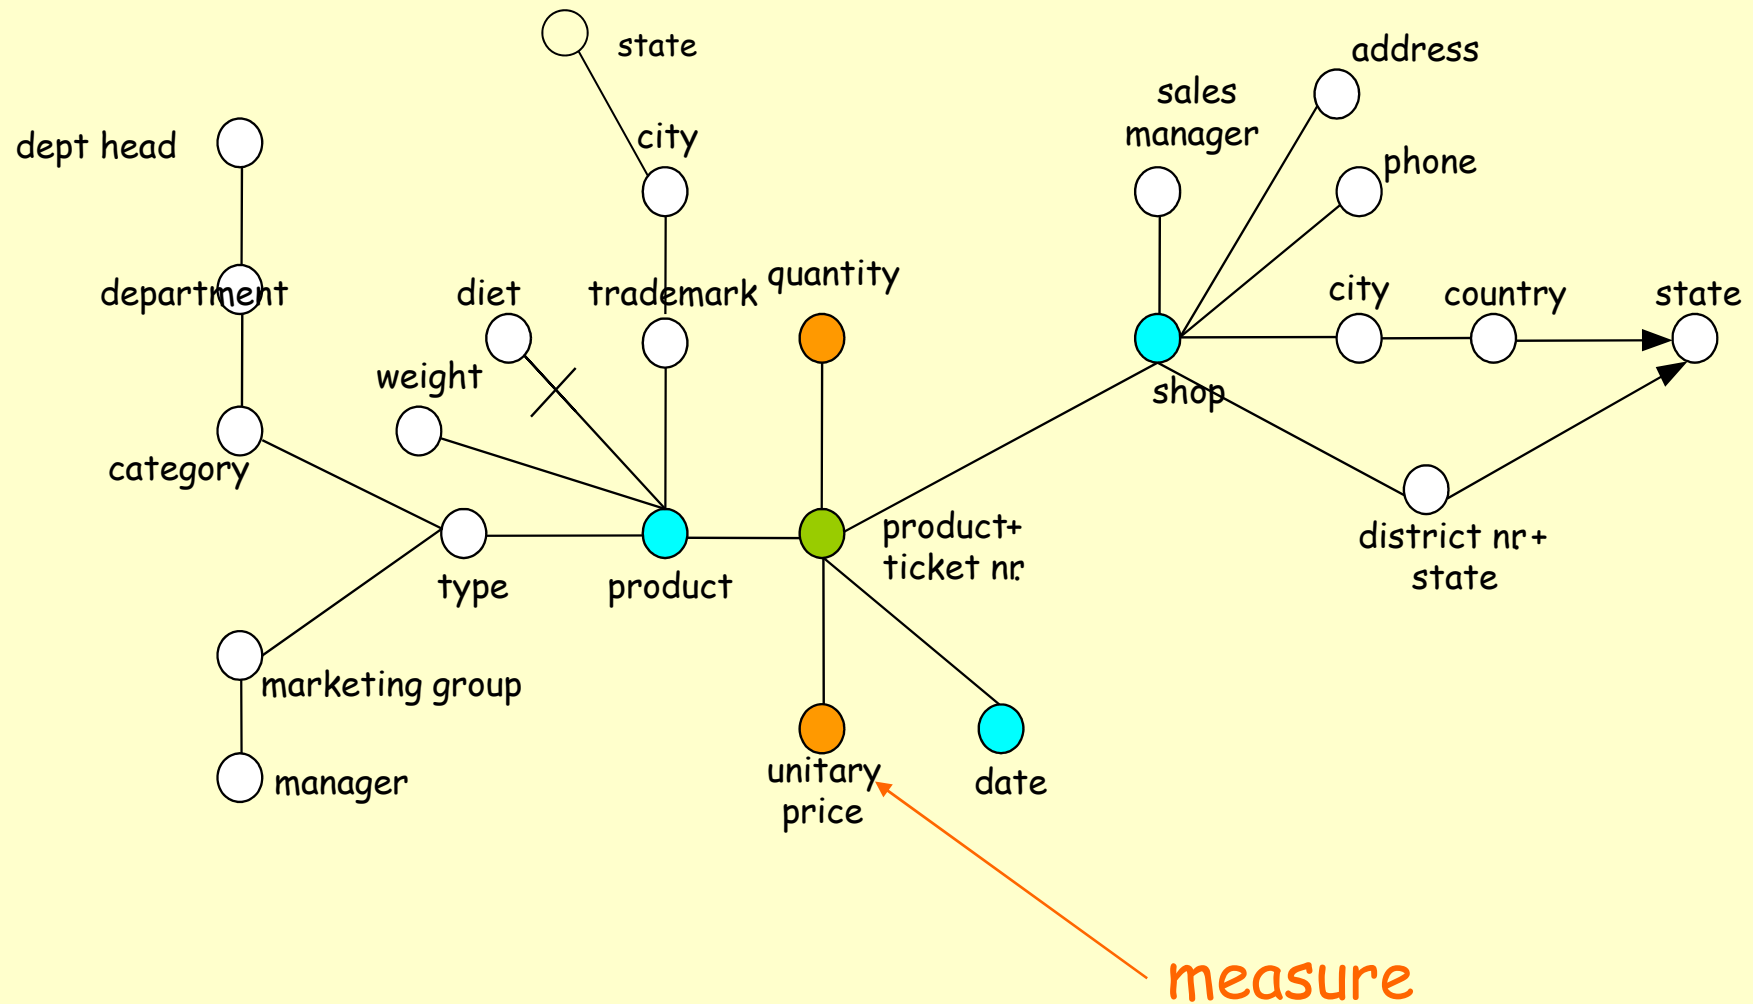 state
address
sales
manager
dept head
city
phone
quantity
department
diet
trademark
city
country
state
weight
shop
category
product+
ticket nr.
district nr.+
state
type
product
marketing group
unitary
price
manager
date
measure